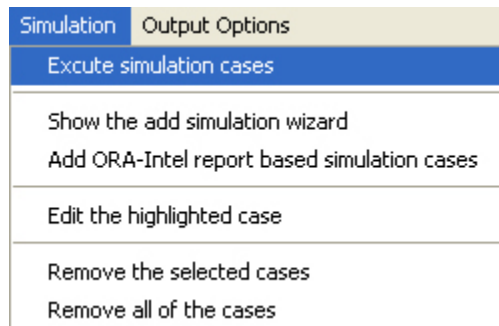 Simulation Output Options
Excute simulation cases
Show the add simulation wizard
Add ORA-Intel report based simulation cases
Edit the highlighted case
Remove the selected cases
Remove all of the cases